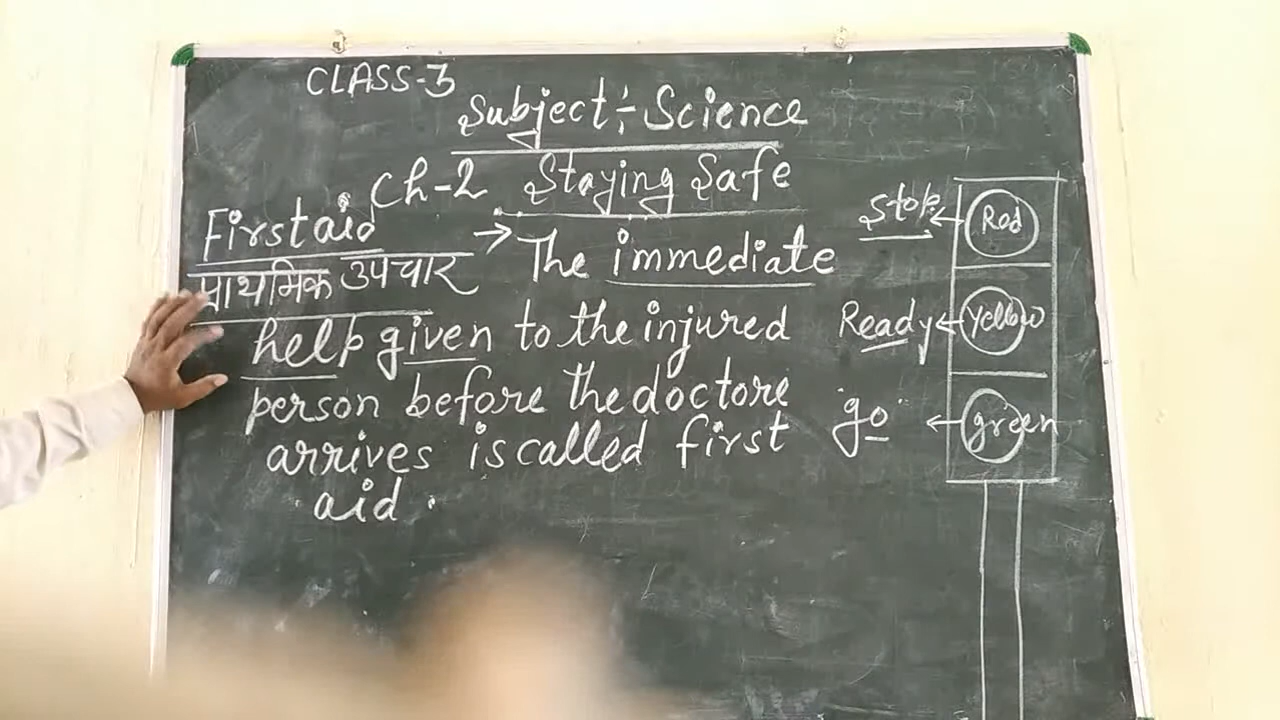 CLASS-3
Subject:- Science
Ch-2 Staying Safe
First aid → The immediate
प्राथमिक उपचार
help given to the injured
person before the doctore
arrives is called first
aid.
Stop ← Red
Ready ← Yellow
go ← green